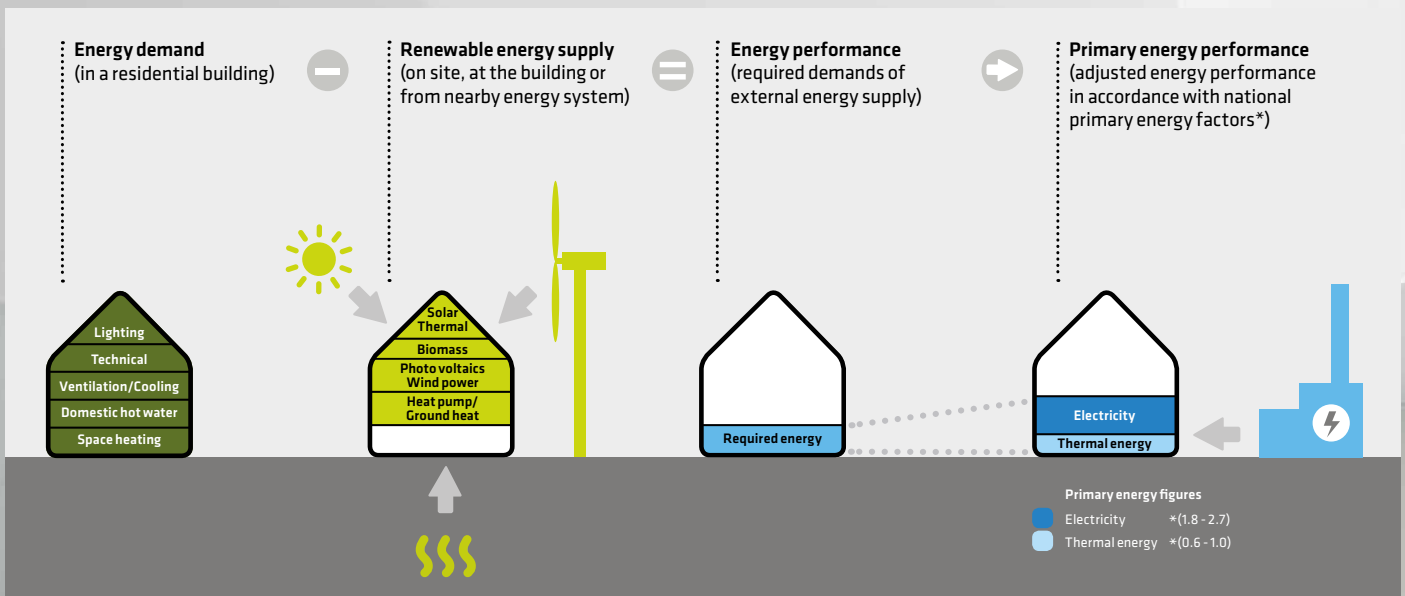 Energy demand
(in a residential building)
Renewable energy supply
(on site, at the building or
from nearby energy system)
Energy performance
(required demands of
external energy supply)
Primary energy performance
(adjusted energy performance
in accordance with national
primary energy factors*)
Lighting
Technical
Ventilation/Cooling
Domestic hot water
Space heating
Solar
Thermal
Biomass
Photo voltaics
Wind power
Heat pump/
Ground heat
Required energy
Electricity
Thermal energy
Primary energy figures
Electricity *(1.8 - 2.7)
Thermal energy *(0.6 - 1.0)